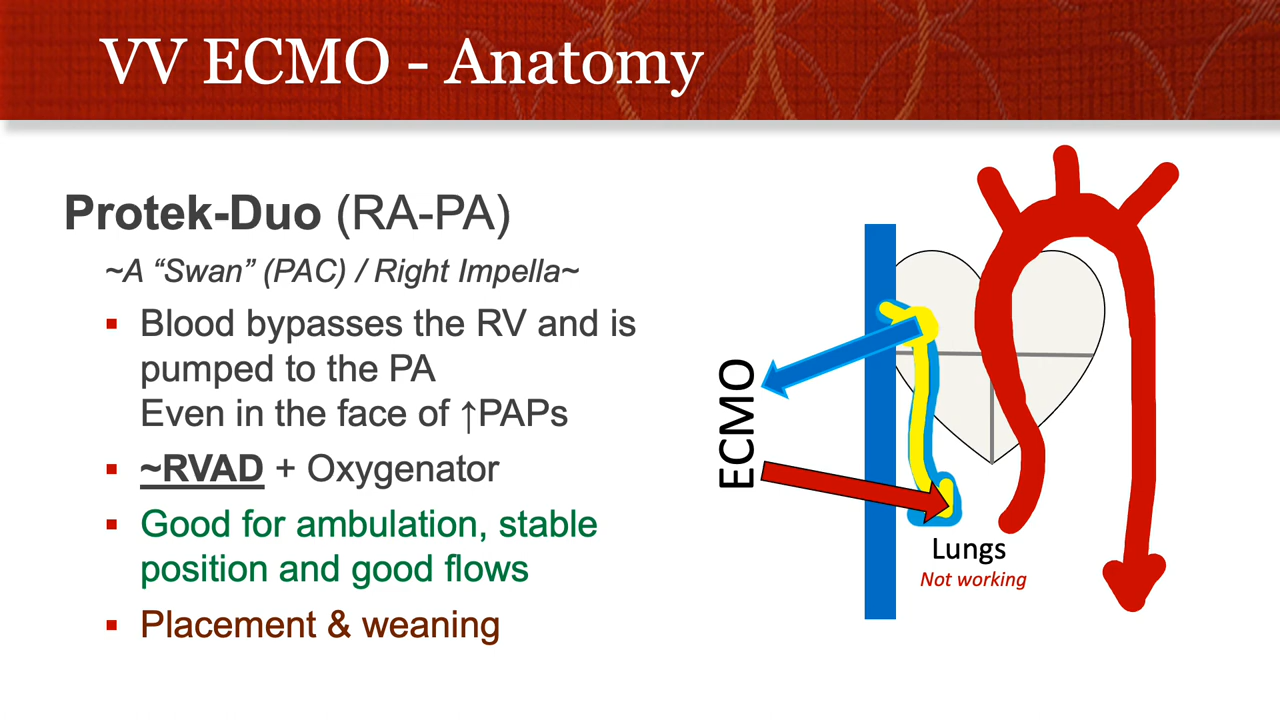 VV ECMO - Anatomy
Protek-Duo (RA-PA)
~A “Swan” (PAC) / Right Impella~
▪ Blood bypasses the RV and is
pumped to the PA
Even in the face of ↑PAPs
▪ ~RVAD + Oxygenator
▪ Good for ambulation, stable
position and good flows
▪ Placement & weaning
ECMO
Lungs
Not working